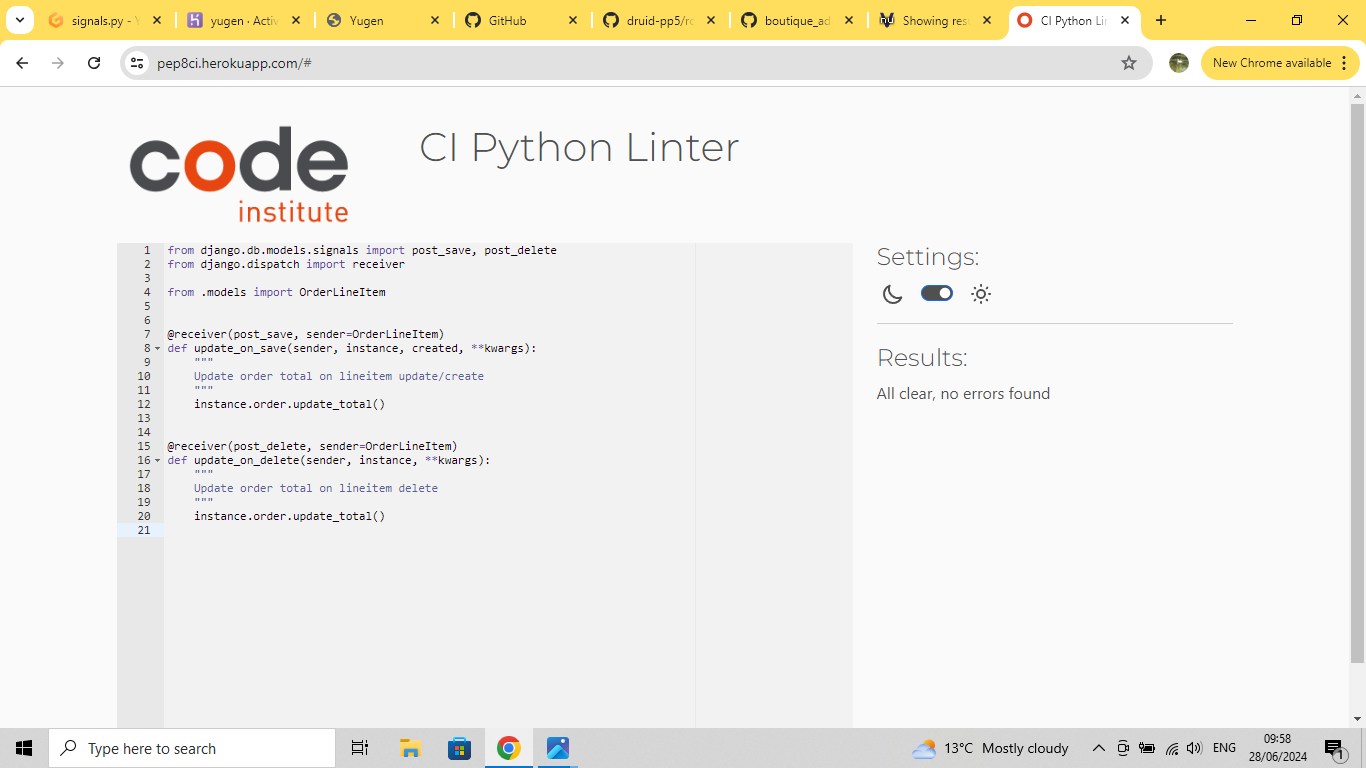 signals.py - Y
yugen · Activ
Yugen
GitHub
druid-pp5/ro
boutique_ad
Showing res
CI Python Lin
pep8ci.herokuapp.com/#
New Chrome available
code
institute
CI Python Linter
1 from django.db.models.signals import post_save, post_delete
2 from django.dispatch import receiver
3
4 from .models import OrderLineItem
5
6
7 @receiver(post_save, sender=OrderLineItem)
8 def update_on_save(sender, instance, created, **kwargs):
9     """
10     Update order total on lineitem update/create
11     """
12     instance.order.update_total()
13
14
15 @receiver(post_delete, sender=OrderLineItem)
16 def update_on_delete(sender, instance, **kwargs):
17     """
18     Update order total on lineitem delete
19     """
20     instance.order.update_total()
21
Settings:
Results:
All clear, no errors found
Type here to search
13°C Mostly cloudy
ENG
09:58
28/06/2024
1